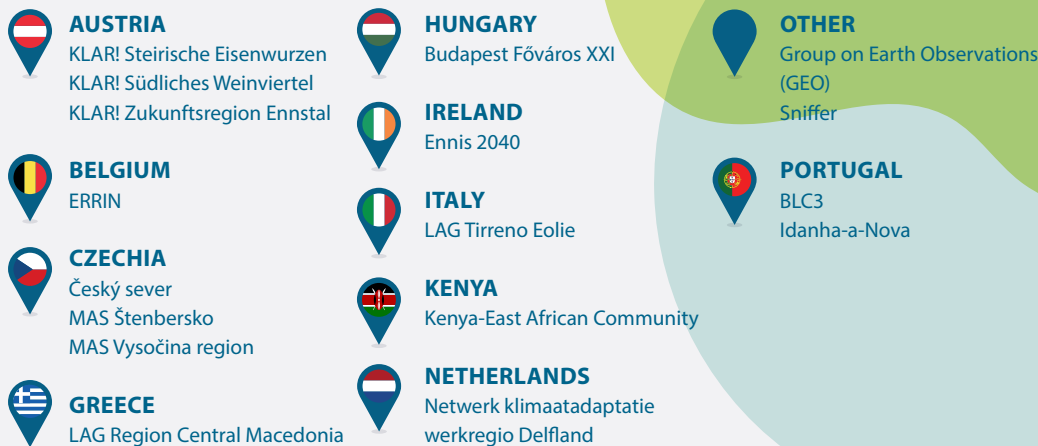 AUSTRIA
KLAR! Steirische Eisenwurzen
KLAR! Südliches Weinviertel
KLAR! Zukunftsregion Ennstal
BELGIUM
ERRIN
CZECHIA
Český sever
MAS Štenbersko
MAS Vysočina region
GREECE
LAG Region Central Macedonia
HUNGARY
Budapest Főváros XXI
IRELAND
Ennis 2040
ITALY
LAG Tirreno Eolie
KENYA
Kenya-East African Community
NETHERLANDS
Netwerk klimaatadaptatie
werkregio Delfland
OTHER
Group on Earth Observations
(GEO)
Sniffer
PORTUGAL
BLC3
Idanha-a-Nova